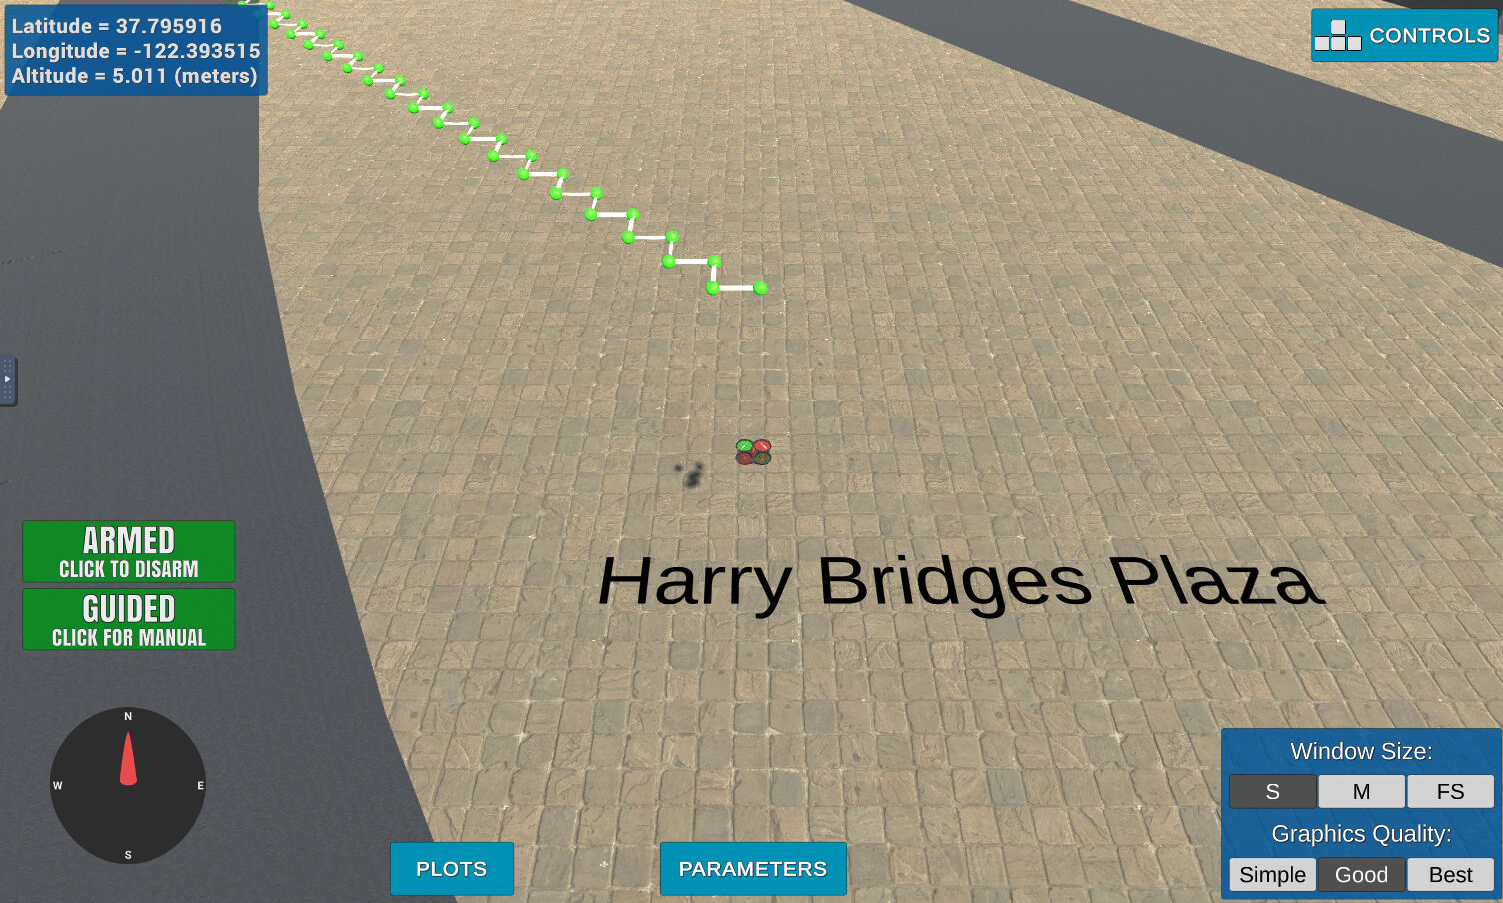 Latitude = 37.795916
Longitude = -122.393515
Altitude = 5.011 (meters)
CONTROLS
Harry Bridges Plaza
ARMED
CLICK TO DISARM
GUIDED
CLICK FOR MANUAL
N
W E
S
PLOTS
PARAMETERS
Window Size:
S M FS
Graphics Quality:
Simple Good Best